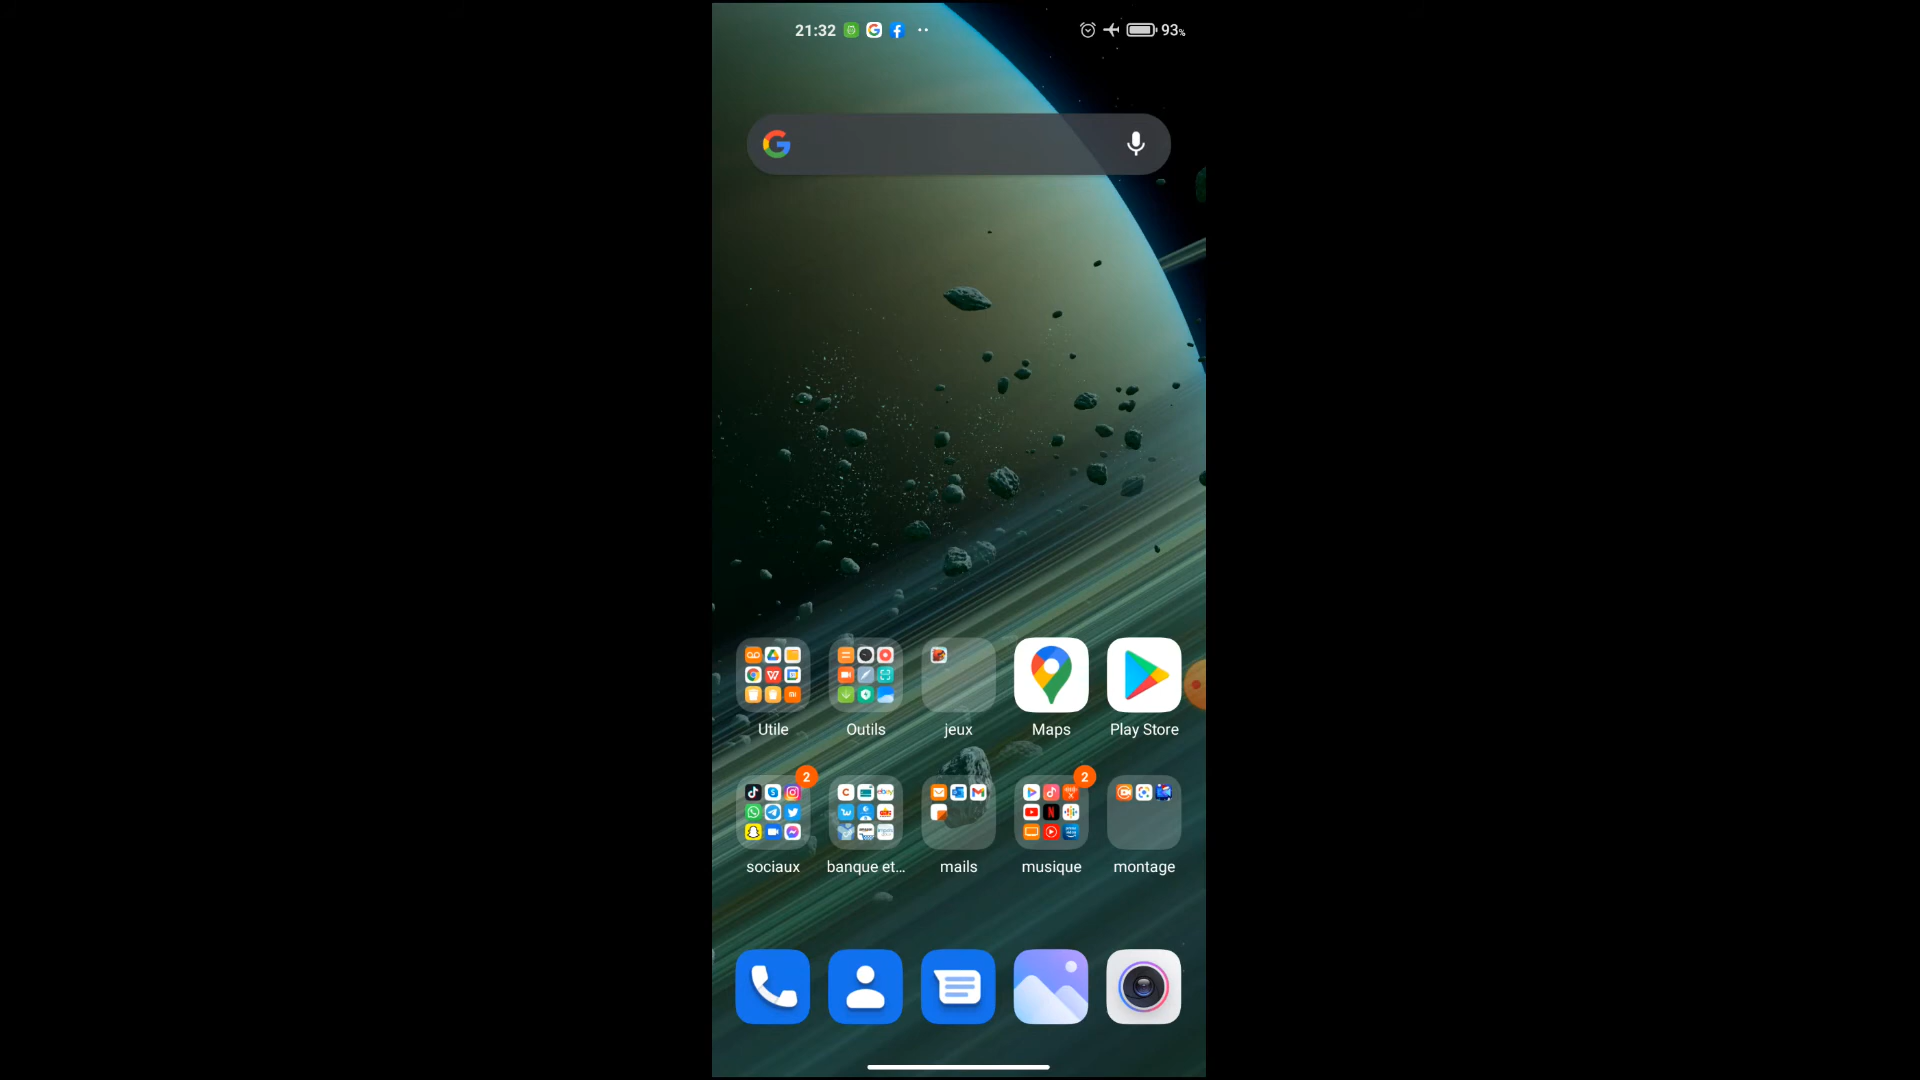 21:32 93%
Utile Outils jeux Maps Play Store
2 2
sociaux banque et... mails musique montage